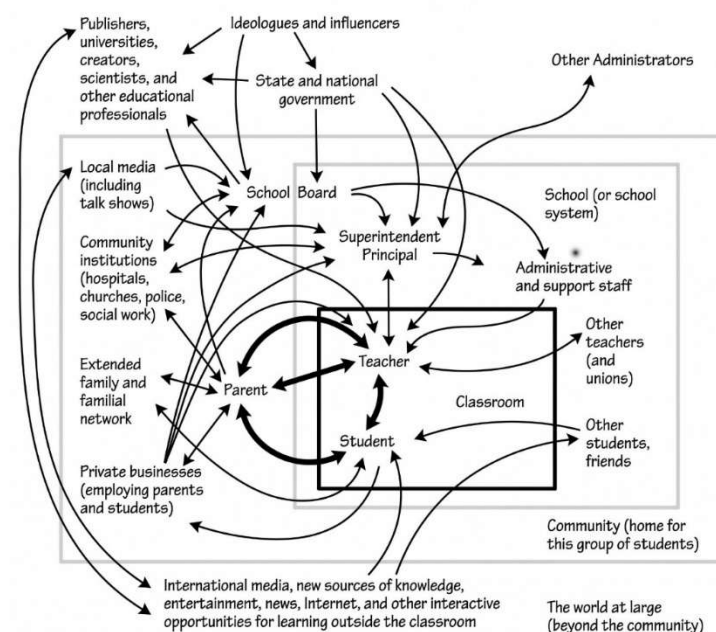 Publishers,
universities,
creators,
scientists, and
other educational
professionals
Ideologues and influencers
State and national
government
Other Administrators
Local media
(including
talk shows)
School Board
School (or school
system)
Superintendent
Principal
Community
institutions
(hospitals,
churches, police,
social work)
Administrative
and support staff
Extended
family and
familial
network
Parent
Teacher
Classroom
Student
Other
teachers
(and
unions)
Other
students,
friends
Private businesses
(employing parents
and students)
Community (home for
this group of students)
International media, new sources of knowledge,
entertainment, news, Internet, and other interactive
opportunities for learning outside the classroom
The world at large
(beyond the community)